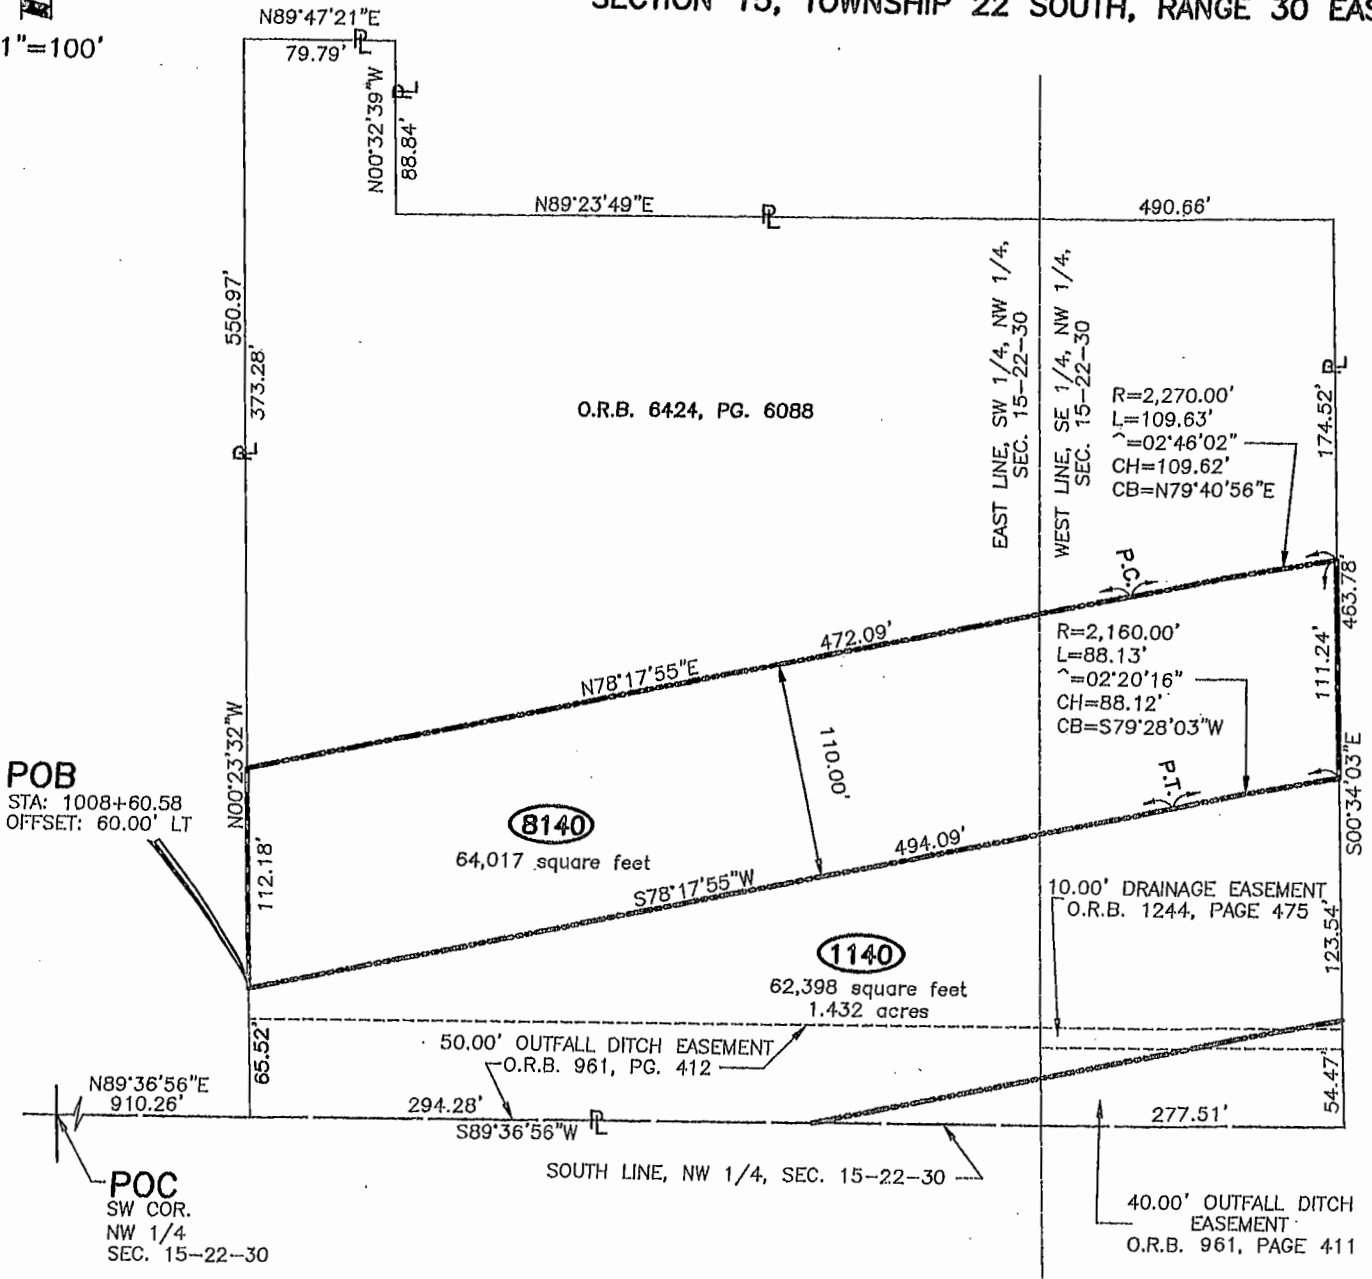 SECTION 15, TOWNSHIP 22 SOUTH, RANGE 30 EAS
1"=100'
N89°47'21"E
79.79'
PL
N00°32'39"W
88.84'
PL
N89°23'49"E
PL
490.66'
550.97'
373.28'
PL
O.R.B. 6424, PG. 6088
EAST LINE, SW 1/4, NW 1/4,
SEC. 15-22-30
WEST LINE, SE 1/4, NW 1/4,
SEC. 15-22-30
PL
174.52'
R=2,270.00'
L=109.63'
^=02°46'02"
CH=109.62'
CB=N79°40'56"E
P.C.
463.78'
472.09'
N78°17'55"E
R=2,160.00'
L=88.13'
^=02°20'16"
CH=88.12'
CB=S79°28'03"W
111.24'
110.00'
N00°23'32"W
S00°34'03"E
POB
STA: 1008+60.58
OFFSET: 60.00' LT
112.18'
8140
64,017 square feet
P.T.
494.09'
S78°17'55"W
10.00' DRAINAGE EASEMENT
O.R.B. 1244, PAGE 475
123.54'
1140
62,398 square feet
1.432 acres
65.52'
50.00' OUTFALL DITCH EASEMENT
O.R.B. 961, PG. 412
54.47'
N89°36'56"E
910.26'
294.28'
S89°36'56"W
PL
277.51'
SOUTH LINE, NW 1/4, SEC. 15-22-30
POC
SW COR.
NW 1/4
SEC. 15-22-30
40.00' OUTFALL DITCH
EASEMENT
O.R.B. 961, PAGE 411